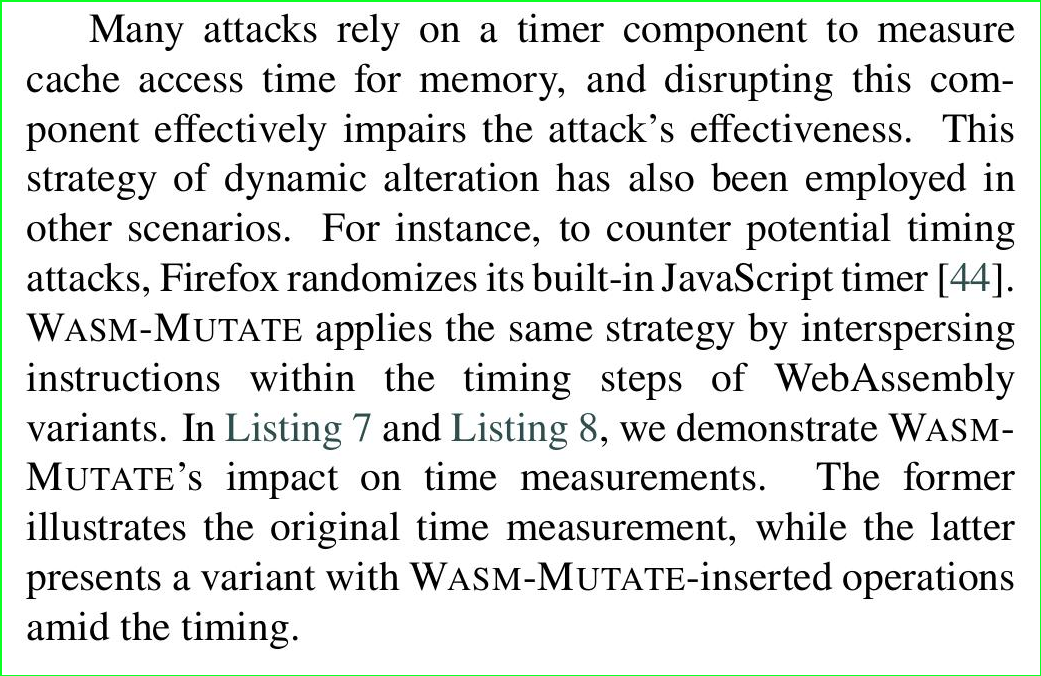 Many attacks rely on a timer component to measure
cache access time for memory, and disrupting this com-
ponent effectively impairs the attack's effectiveness. This
strategy of dynamic alteration has also been employed in
other scenarios. For instance, to counter potential timing
attacks, Firefox randomizes its built-in JavaScript timer [44].
WASM-MUTATE applies the same strategy by interspersing
instructions within the timing steps of WebAssembly
variants. In Listing 7 and Listing 8, we demonstrate WASM-
MUTATE's impact on time measurements. The former
illustrates the original time measurement, while the latter
presents a variant with WASM-MUTATE-inserted operations
amid the timing.